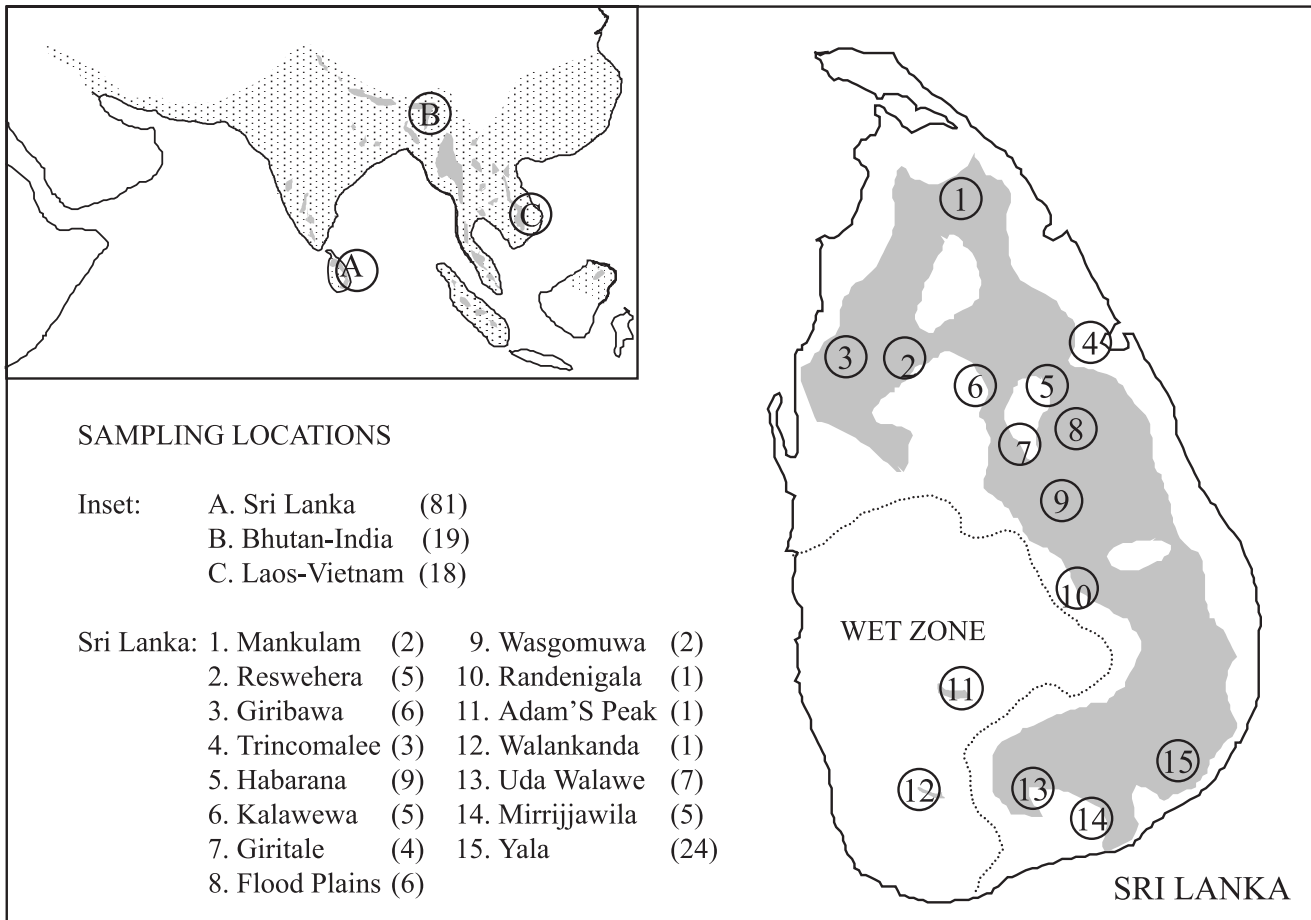 A
B
C
SAMPLING LOCATIONS
Inset: A. Sri Lanka (81)
B. Bhutan-India (19)
C. Laos-Vietnam (18)
Sri Lanka: 1. Mankulam (2) 9. Wasgomuwa (2)
2. Reswehera (5) 10. Randenigala (1)
3. Giribawa (6) 11. Adam'S Peak (1)
4. Trincomalee (3) 12. Walankanda (1)
5. Habarana (9) 13. Uda Walawe (7)
6. Kalawewa (5) 14. Mirrijjawila (5)
7. Giritale (4) 15. Yala (24)
8. Flood Plains (6)
1
4
3
2
6
5
8
7
9
10
WET ZONE
11
15
12
13
14
SRI LANKA